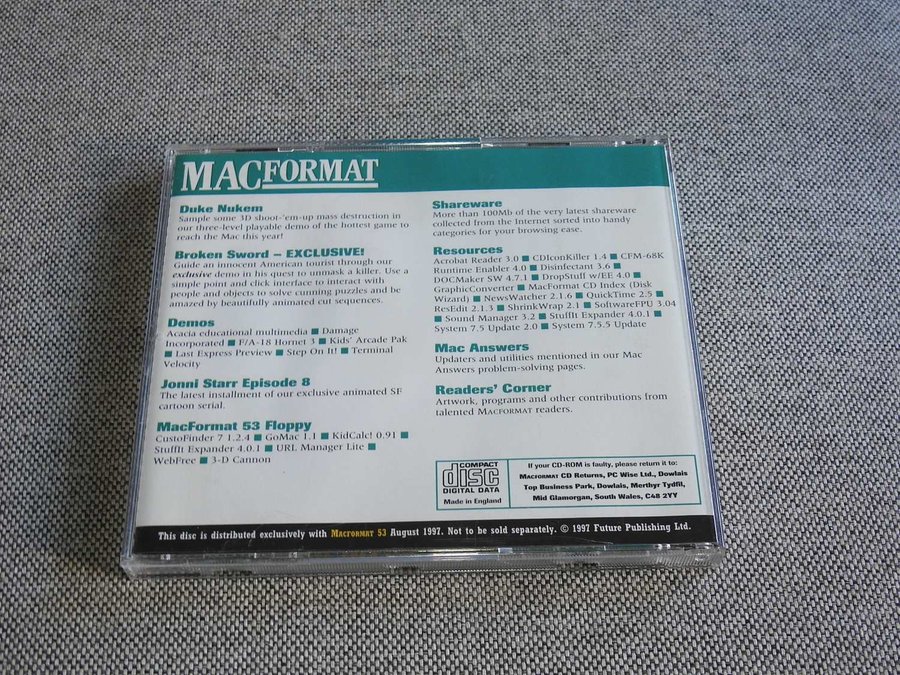 MACFORMAT
Duke Nukem
Sample some 3D shoot-'em-up mass destruction in
our three-level playable demo of the hottest game to
reach the Mac this year!
Broken Sword – EXCLUSIVE!
Guide an innocent American tourist through our
exclusive demo in his quest to unmask a killer. Use a
simple point and click interface to interact with
people and objects to solve cunning puzzles and be
amazed by beautifully animated cut sequences.
Demos
Acacia educational multimedia ■ Damage
Incorporated ■ F/A-18 Hornet 3 ■ Kids' Arcade Pak
■ Last Express Preview ■ Step On It! ■ Terminal
Velocity
Jonni Starr Episode 8
The latest installment of our exclusive animated SF
cartoon serial.
MacFormat 53 Floppy
CustoFinder 7 1.2.4 ■ GoMac 1.1 ■ KidCalc! 0.91 ■
StuffIt Expander 4.0.1 ■ URL Manager Lite ■
WebFree ■ 3-D Cannon
Shareware
More than 100Mb of the very latest shareware
collected from the Internet sorted into handy
categories for your browsing ease.
Resources
Acrobat Reader 3.0 ■ CDIconKiller 1.4 ■ CFM-68K
Runtime Enabler 4.0 ■ Disinfectant 3.6 ■
DOCMaker SW 4.7.1 ■ DropStuff w/EE 4.0 ■
GraphicConverter ■ MacFormat CD Index (Disk
Wizard) ■ NewsWatcher 2.1.6 ■ QuickTime 2.5 ■
ResEdit 2.1.3 ■ ShrinkWrap 2.1 ■ SoftwareFPU 3.04
■ Sound Manager 3.2 ■ StuffIt Expander 4.0.1 ■
System 7.5 Update 2.0 ■ System 7.5.5 Update
Mac Answers
Updaters and utilities mentioned in our Mac
Answers problem-solving pages.
Readers' Corner
Artwork, programs and other contributions from
talented MACFORMAT readers.
COMPACT
disc
DIGITAL DATA
Made in England
If your CD-ROM is faulty, please return it to:
MACFORMAT CD Returns, PC Wise Ltd., Dowlais
Top Business Park, Dowlais, Merthyr Tydfil,
Mid Glamorgan, South Wales, C48 2YY
This disc is distributed exclusively with MACFORMAT 53 August 1997. Not to be sold separately. © 1997 Future Publishing Ltd.